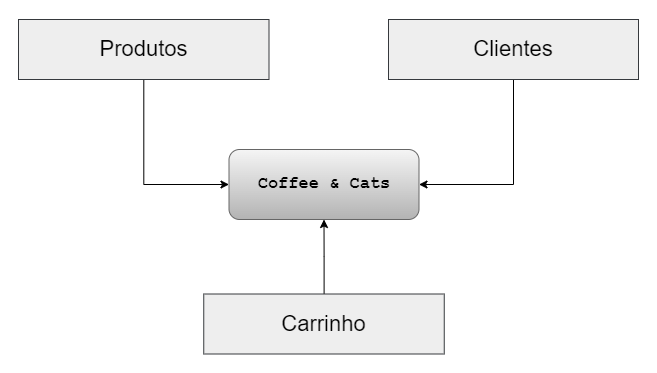 Produtos
Clientes
Coffee & Cats
Carrinho